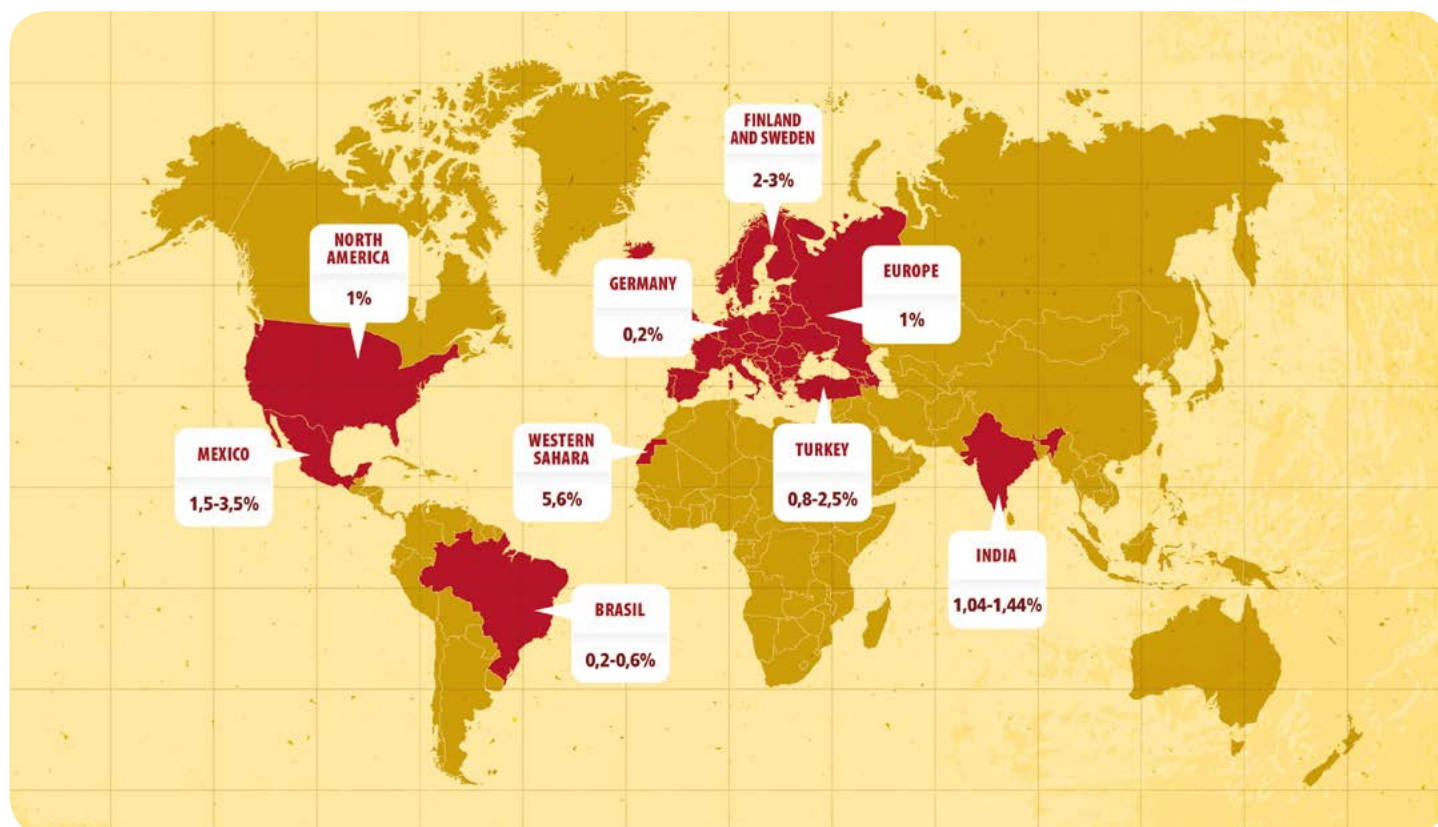 FINLAND
AND SWEDEN
2-3%
NORTH
AMERICA
1%
GERMANY
0,2%
EUROPE
1%
MEXICO
1,5-3,5%
WESTERN
SAHARA
5,6%
TURKEY
0,8-2,5%
INDIA
1,04-1,44%
BRASIL
0,2-0,6%